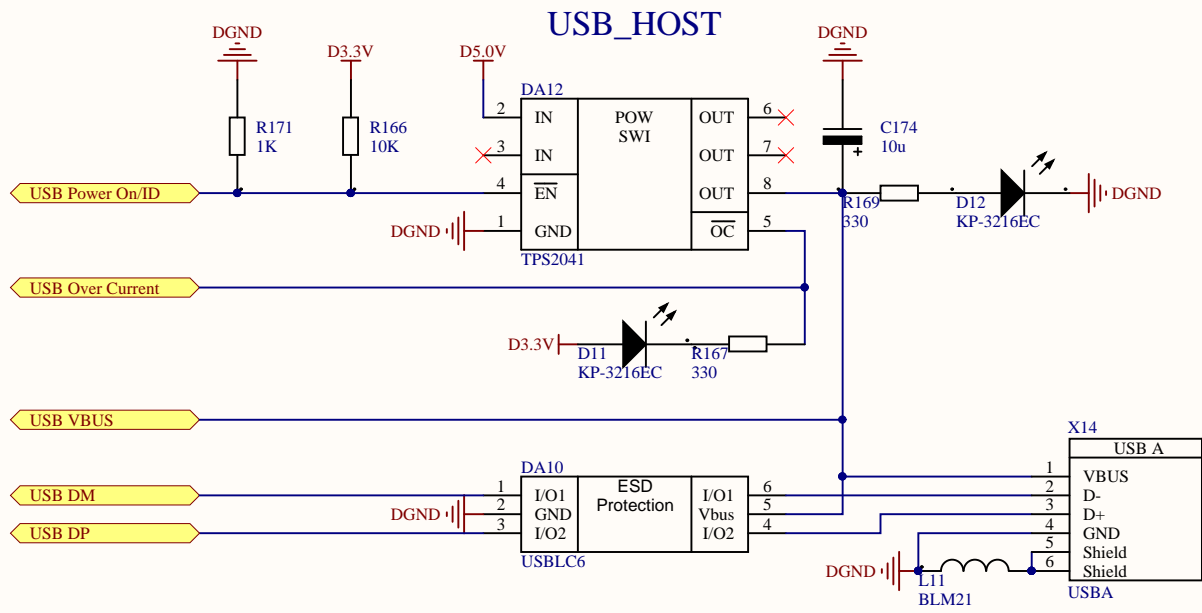 USB_HOST
DGND
D3.3V
D5.0V
DGND
DA12
R171
1K
R166
10K
2 IN
3 IN
4 EN
1 GND
POW
SWI
OUT 6
OUT 7
OUT 8
OC 5
TPS2041
C174
10u
+
USB Power On/ID
DGND
R169
330
D12
KP-3216EC
DGND
USB Over Current
D3.3V
D11
KP-3216EC
R167
330
USB VBUS
X14
USB A
1 VBUS
2 D-
3 D+
4 GND
5 Shield
6 Shield
USBA
DA10
USB DM
DGND
USB DP
1 I/O1
2 GND
3 I/O2
ESD
Protection
I/O1 6
Vbus 5
I/O2 4
USBLC6
DGND
L11
BLM21